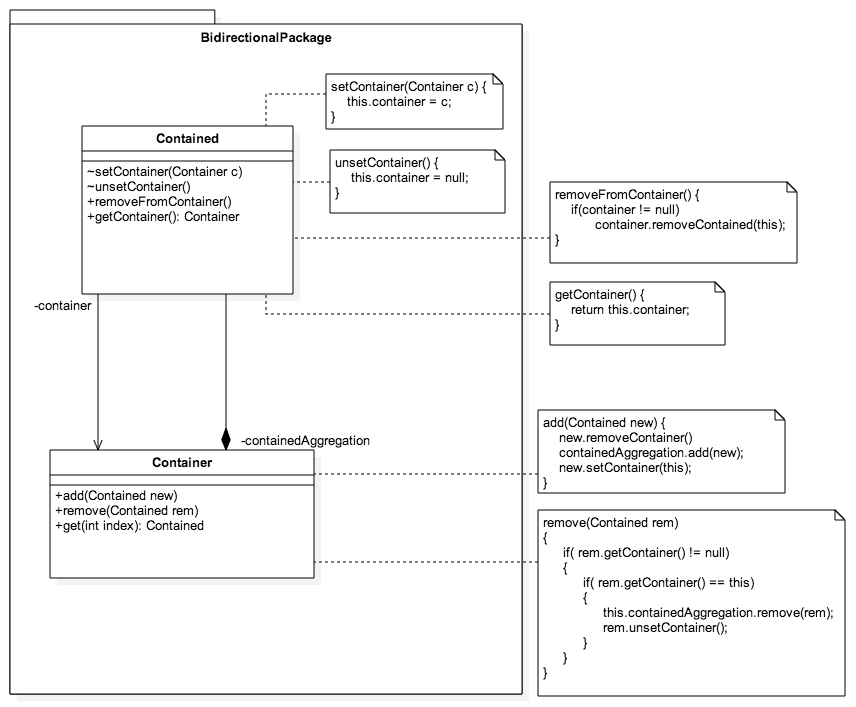 BidirectionalPackage
setContainer(Container c) {
this.container = c;
}
Contained
~setContainer(Container c)
~unsetContainer()
+removeFromContainer()
+getContainer(): Container
unsetContainer() {
this.container = null;
}
removeFromContainer() {
if(container != null)
container.removeContained(this);
}
getContainer() {
return this.container;
}
-container
-containedAggregation
Container
+add(Contained new)
+remove(Contained rem)
+get(int index): Contained
add(Contained new) {
new.removeContainer()
containedAggregation.add(new);
new.setContainer(this);
}
remove(Contained rem)
{
if( rem.getContainer() != null)
{
if( rem.getContainer() == this)
{
this.containedAggregation.remove(rem);
rem.unsetContainer();
}
}
}